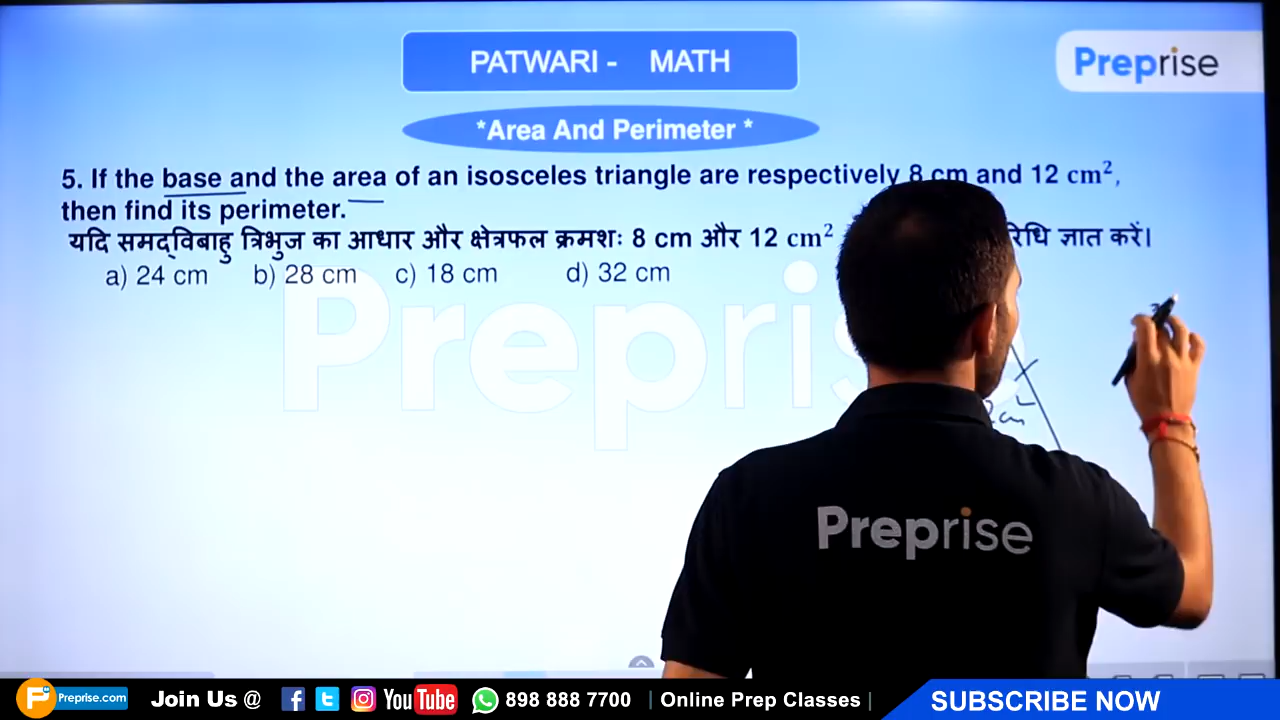 PATWARI - MATH
Preprise
*Area And Perimeter *
5. If the base and the area of an isosceles triangle are respectively 8 cm and 12 cm²,
then find its perimeter.
यदि समद्विबाहु त्रिभुज का आधार और क्षेत्रफल क्रमशः 8 cm और 12 cm² रिधि ज्ञात करें।
a) 24 cm b) 28 cm c) 18 cm d) 32 cm
Prepris
2cm²
Preprise
Preprise.com Join Us @ YouTube 898 888 7700 | Online Prep Classes | SUBSCRIBE NOW